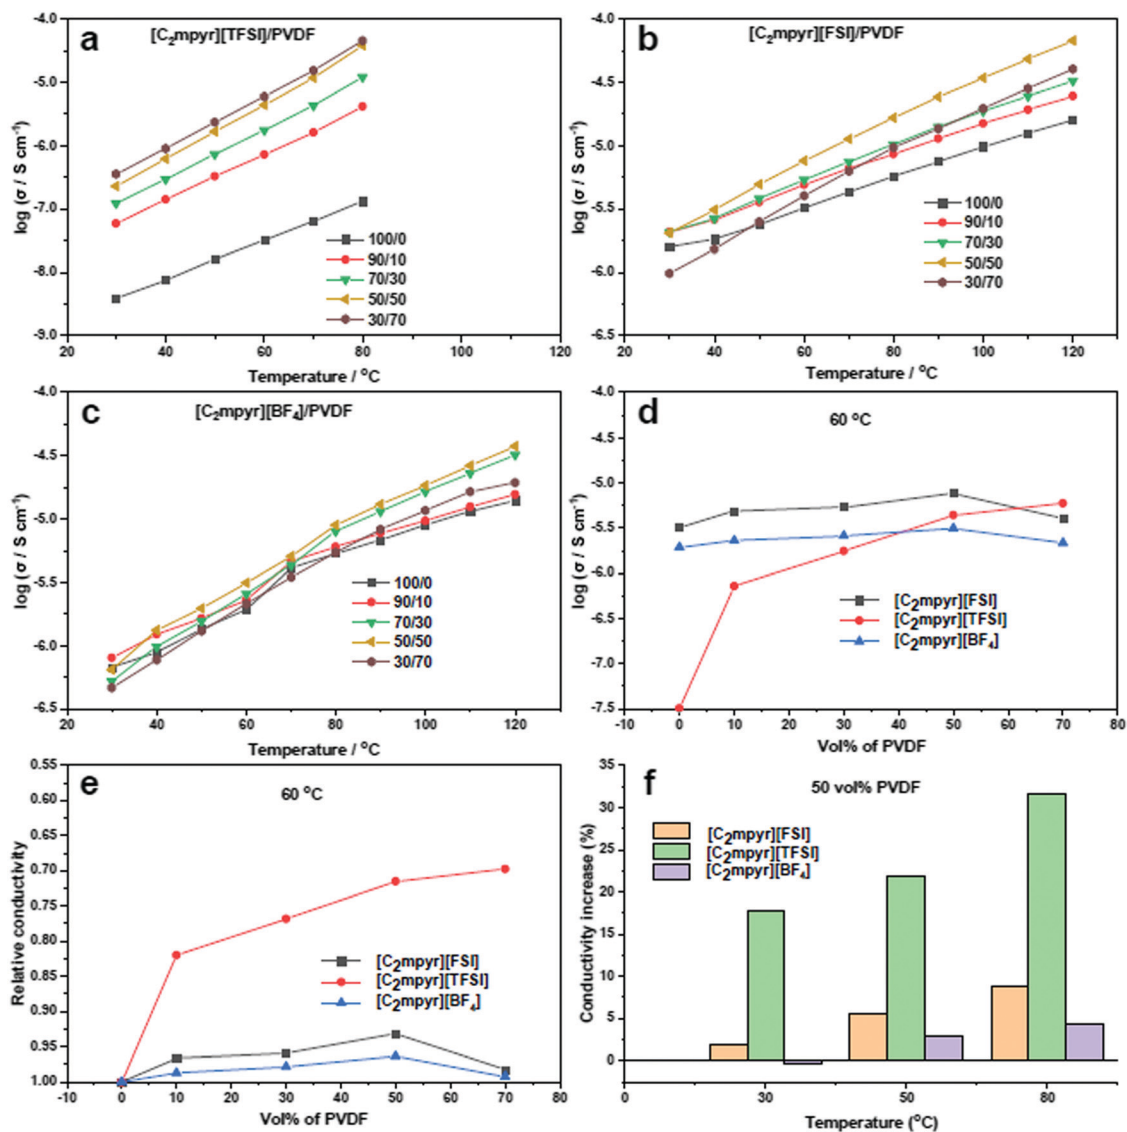 a
[C2mpyr][TFSI]/PVDF
-4.0
-5.0
-6.0
-7.0
-8.0
-9.0
log (σ / S cm⁻¹)
100/0
90/10
70/30
50/50
30/70
20 40 60 80 100 120
Temperature / °C
b
[C2mpyr][FSI]/PVDF
-4.0
-4.5
-5.0
-5.5
-6.0
-6.5
log (σ / S cm⁻¹)
100/0
90/10
70/30
50/50
30/70
20 40 60 80 100 120
Temperature / °C
c
[C2mpyr][BF4]/PVDF
-4.0
-4.5
-5.0
-5.5
-6.0
-6.5
log (σ / S cm⁻¹)
100/0
90/10
70/30
50/50
30/70
20 40 60 80 100 120
Temperature / °C
d
60 °C
-4.0
-4.5
-5.0
-5.5
-6.0
-6.5
-7.0
-7.5
log (σ / S cm⁻¹)
[C2mpyr][FSI]
[C2mpyr][TFSI]
[C2mpyr][BF4]
-10 0 10 20 30 40 50 60 70 80
Vol% of PVDF
e
60 °C
0.55
0.60
0.65
0.70
0.75
0.80
0.85
0.90
0.95
1.00
Relative conductivity
[C2mpyr][FSI]
[C2mpyr][TFSI]
[C2mpyr][BF4]
-10 0 10 20 30 40 50 60 70 80
Vol% of PVDF
f
50 vol% PVDF
35
30
25
20
15
10
5
0
Conductivity increase (%)
[C2mpyr][FSI]
[C2mpyr][TFSI]
[C2mpyr][BF4]
0 30 50 80
Temperature (°C)